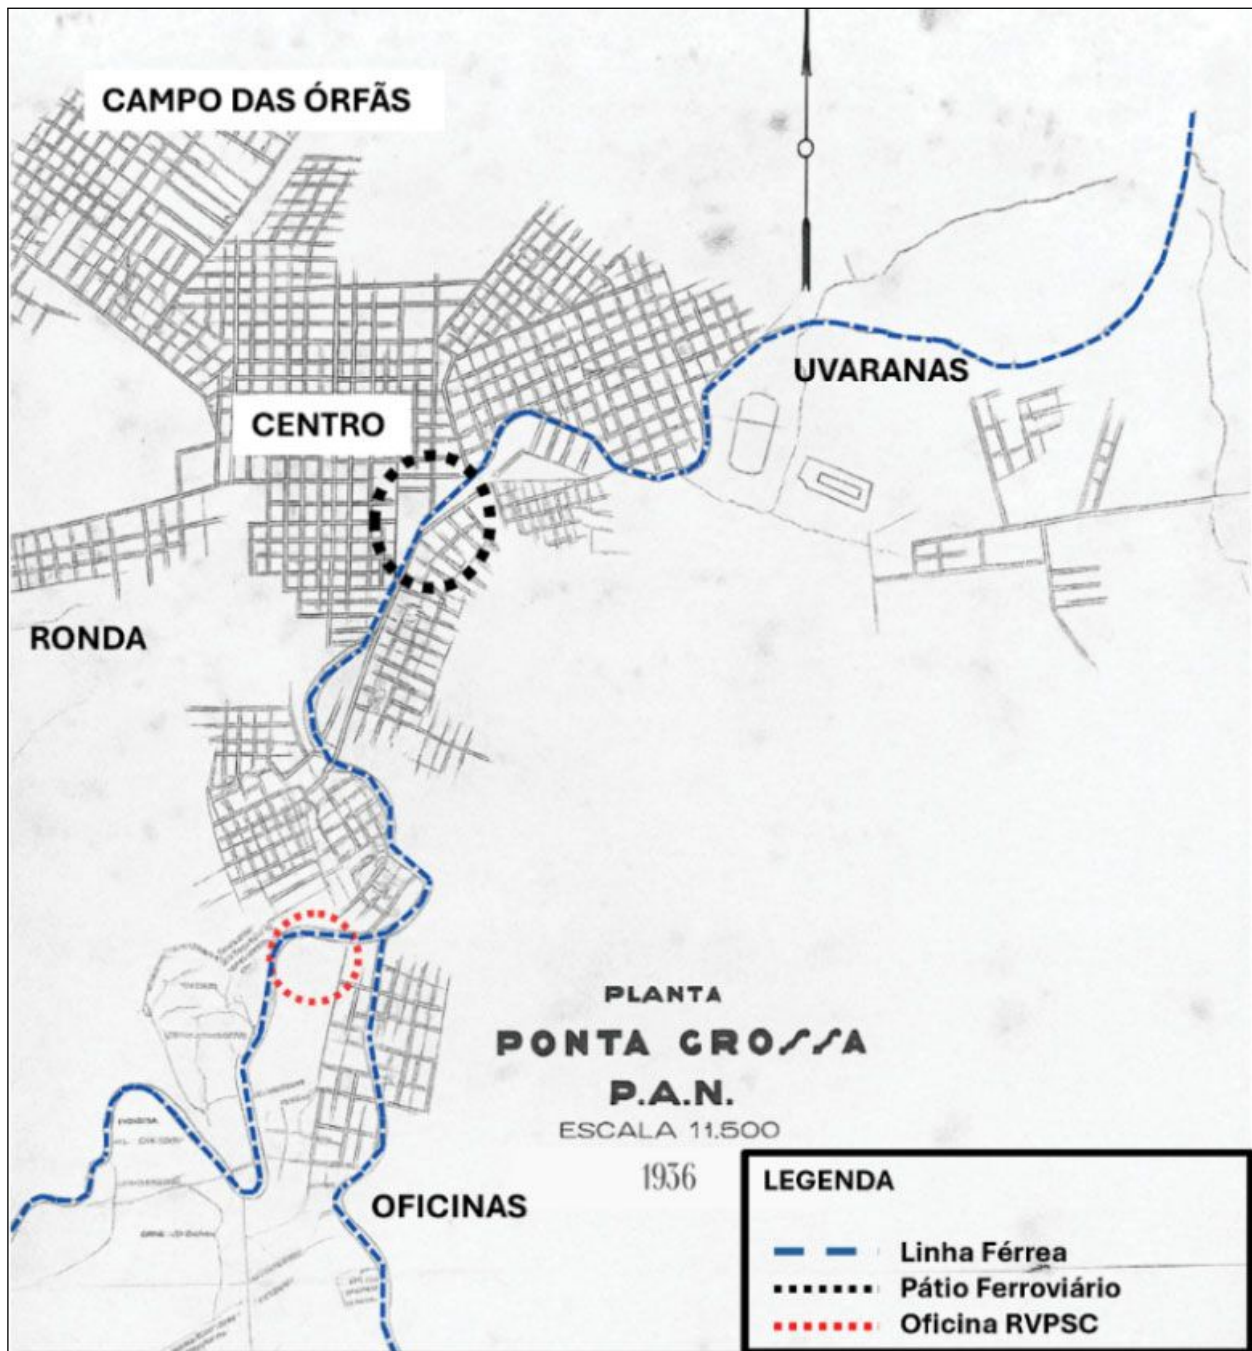 CAMPO DAS ÓRFÃS
UVARANAS
CENTRO
RONDA
PLANTA
PONTA GROSSA
P.A.N.
ESCALA 11.500
1936
OFICINAS
LEGENDA
Linha Férrea
Pátio Ferroviário
Oficina RVPSC